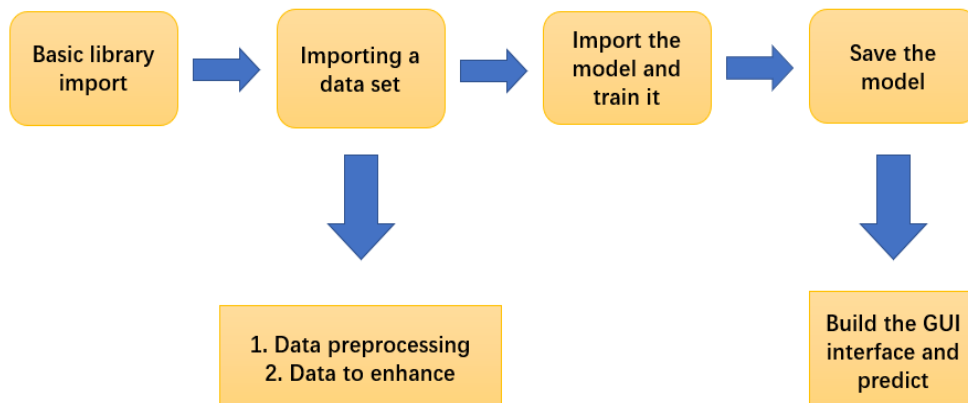 Basic library
import
Importing a
data set
Import the
model and
train it
Save the
model
1. Data preprocessing
2. Data to enhance
Build the GUI
interface and
predict